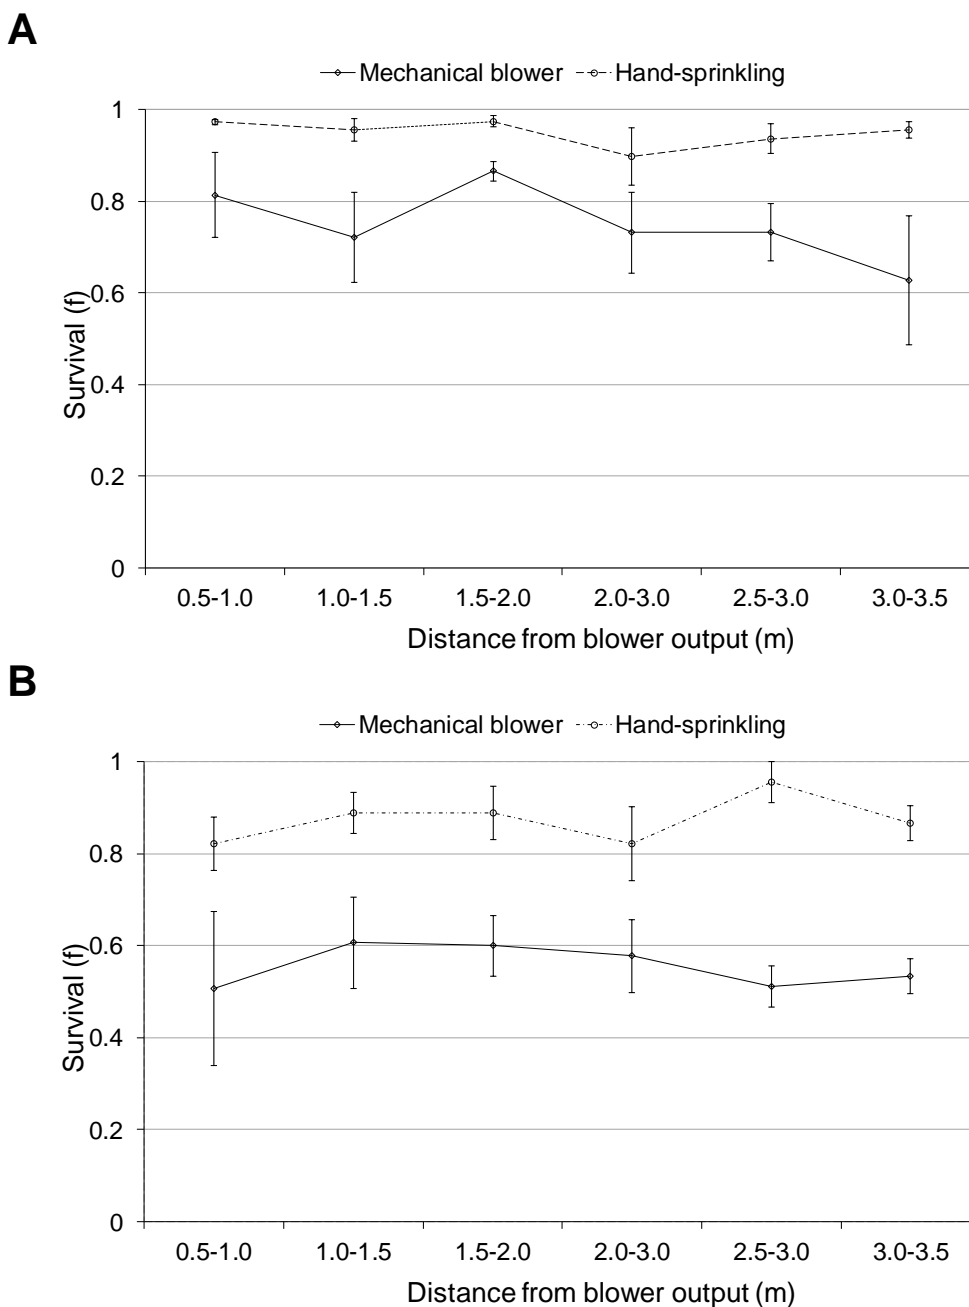 A
Mechanical blower Hand-sprinkling
1
0.8
0.6
0.4
0.2
0
Survival (f)
0.5-1.0 1.0-1.5 1.5-2.0 2.0-3.0 2.5-3.0 3.0-3.5
Distance from blower output (m)
B
Mechanical blower Hand-sprinkling
1
0.8
0.6
0.4
0.2
0
Survival (f)
0.5-1.0 1.0-1.5 1.5-2.0 2.0-3.0 2.5-3.0 3.0-3.5
Distance from blower output (m)